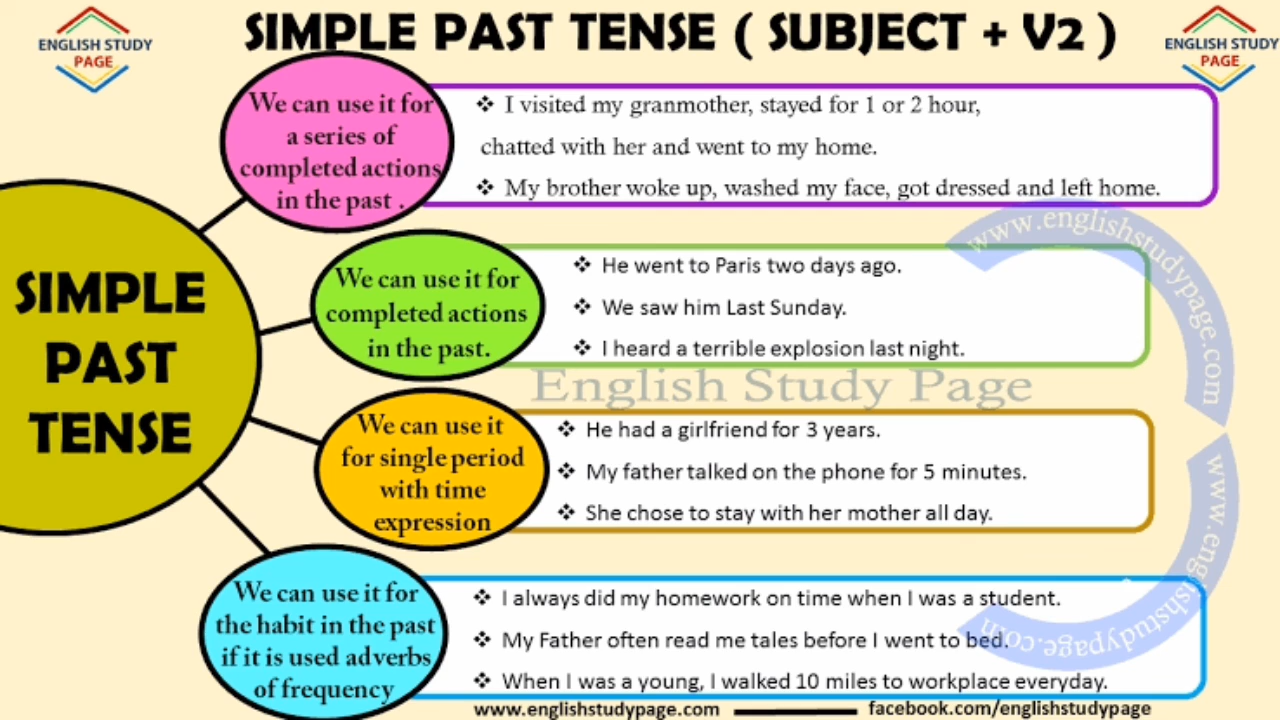 ENGLISH STUDY
PAGE
SIMPLE PAST TENSE ( SUBJECT + V2 )
ENGLISH STUDY
PAGE
SIMPLE
PAST
TENSE
We can use it for
a series of
completed actions
in the past .
❖ I visited my granmother, stayed for 1 or 2 hour,
chatted with her and went to my home.
❖ My brother woke up, washed my face, got dressed and left home.
We can use it for
completed actions
in the past.
❖ He went to Paris two days ago.
❖ We saw him Last Sunday.
❖ I heard a terrible explosion last night.
English Study Page
We can use it
for single period
with time
expression
❖ He had a girlfriend for 3 years.
❖ My father talked on the phone for 5 minutes.
❖ She chose to stay with her mother all day.
We can use it for
the habit in the past
if it is used adverbs
of frequency
❖ I always did my homework on time when I was a student.
❖ My Father often read me tales before I went to bed.
❖ When I was a young, I walked 10 miles to workplace everyday.
www.englishstudypage.com
www.englishstudypage.com
www.englishstudypage.com
facebook.com/englishstudypage